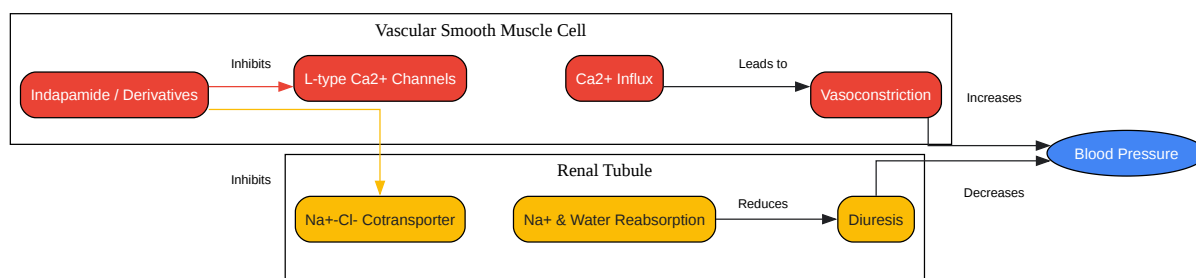 Vascular Smooth Muscle Cell
Inhibits
Leads to
Indapamide / Derivatives
L-type Ca2+ Channels
Ca2+ Influx
Vasoconstriction
Increases
Blood Pressure
Renal Tubule
Inhibits
Decreases
Na+-Cl- Cotransporter
Na+ & Water Reabsorption
Reduces
Diuresis